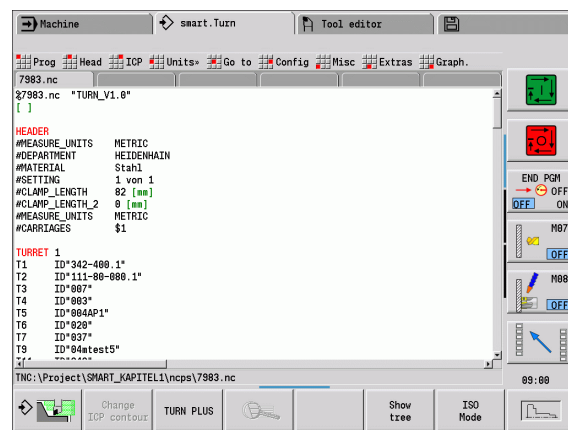 Machine smart.Turn Tool editor
Prog Head ICP Units» Go to Config Misc Extras Graph.
7983.nc
%7983.nc "TURN_V1.0"
[ ]
HEADER
#MEASURE_UNITS METRIC
#DEPARTMENT HEIDENHAIN
#MATERIAL Stahl
#SETTING 1 von 1
#CLAMP_LENGTH 82 [mm]
#CLAMP_LENGTH_2 0 [mm]
#MEASURE_UNITS METRIC
#CARRIAGES $1
TURRET 1
T1 ID"342-400.1"
T2 ID"111-80-080.1"
T3 ID"007"
T4 ID"003"
T5 ID"004AP1"
T6 ID"020"
T7 ID"037"
T9 ID"04mtest5"
TNC:\Project\SMART_KAPITEL1\ncps\7983.nc
Change ICP contour
TURN PLUS
Show tree
ISO Mode
END PGM
OFF
OFF ON
M07
OFF
M08
OFF
09:00